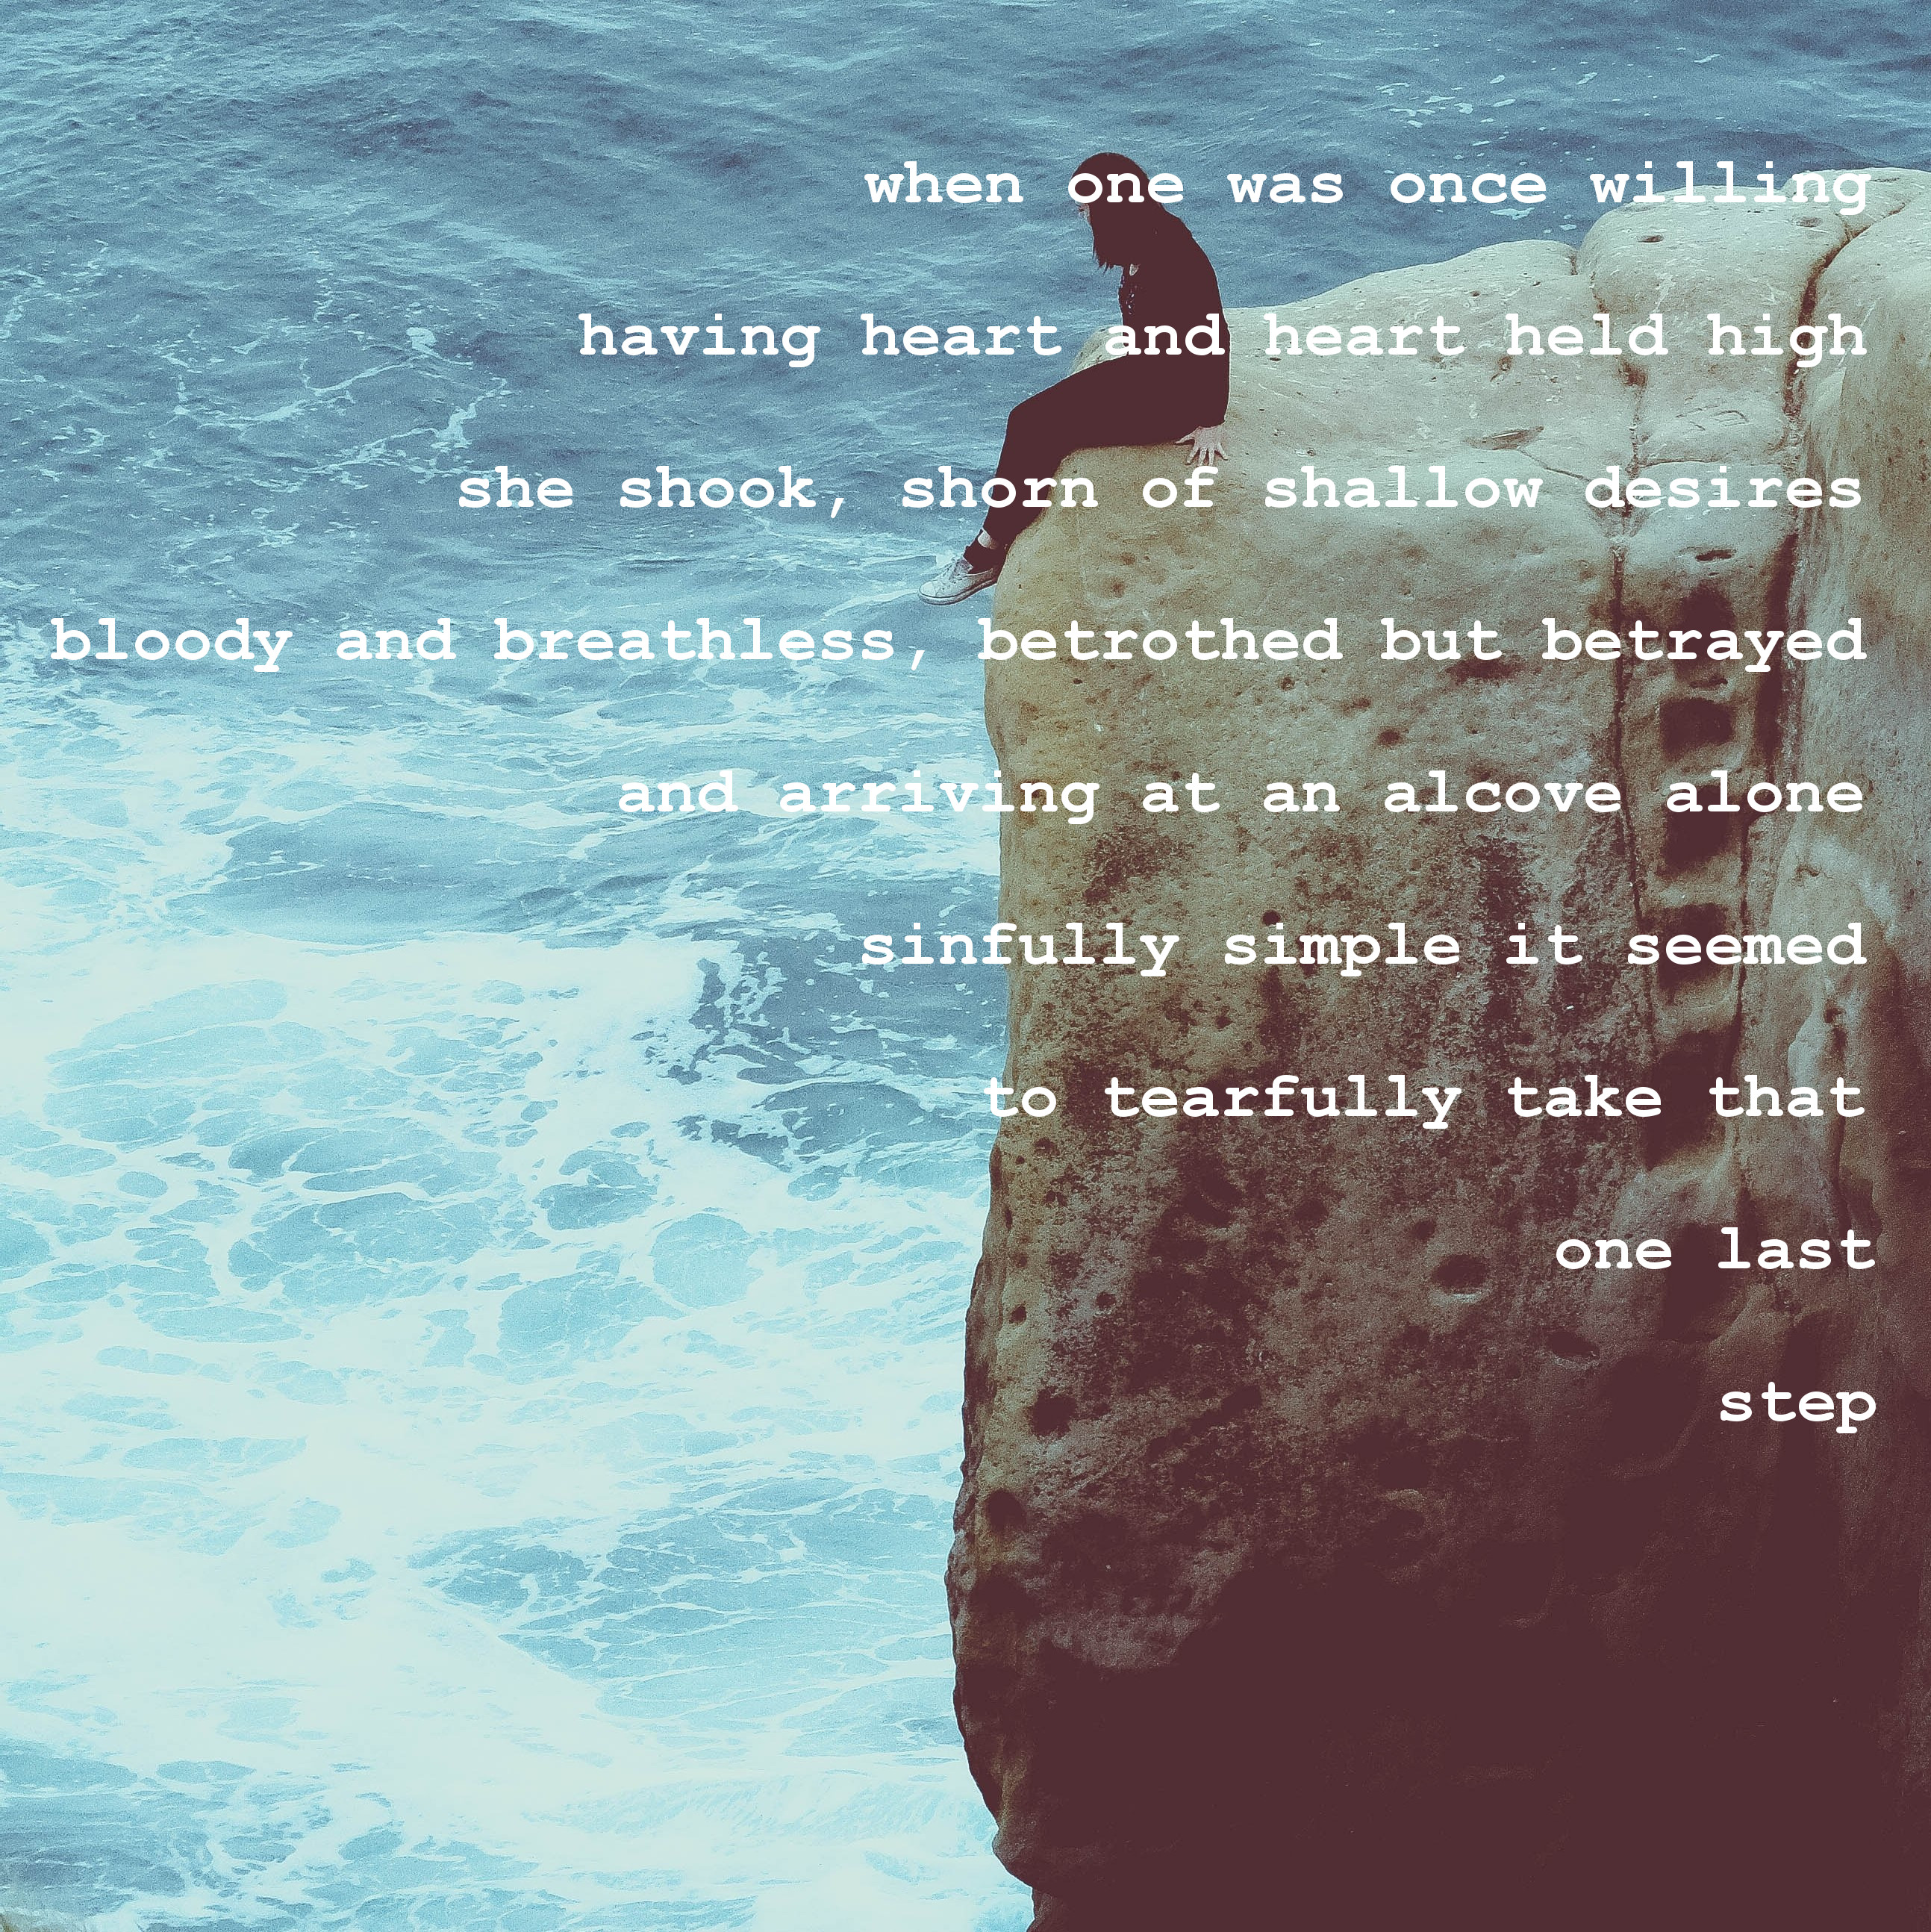 when one was once willing
having heart and heart held high
she shook, shorn of shallow desires
bloody and breathless, betrothed but betrayed
and arriving at an alcove alone
sinfully simple it seemed
to tearfully take that
one last
step